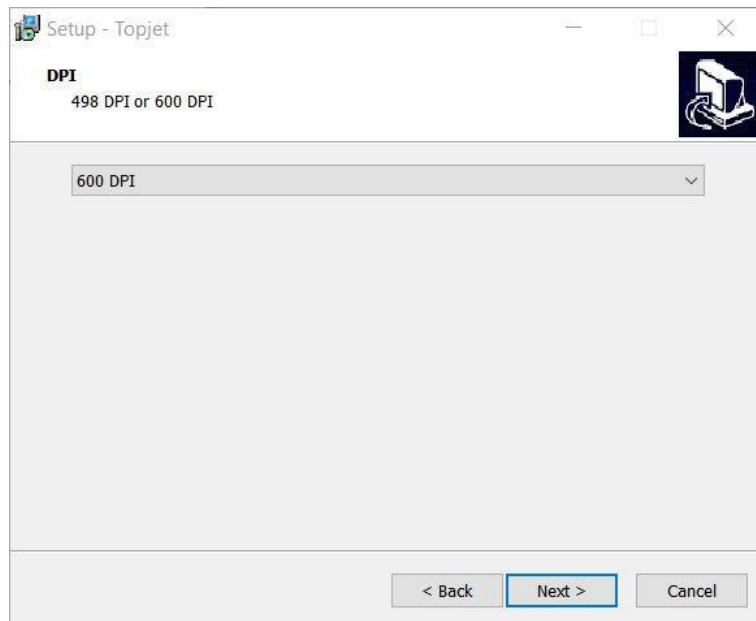 Setup - Topjet
DPI
498 DPI or 600 DPI
600 DPI
< Back Next > Cancel